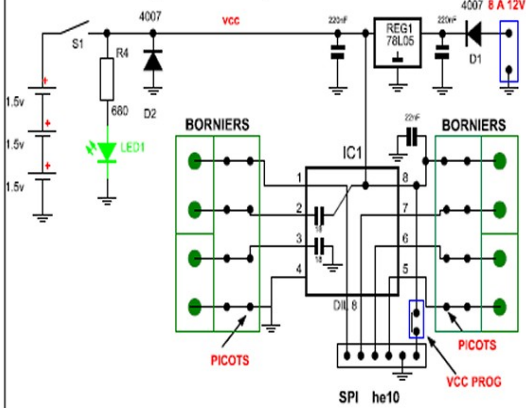 4007
VCC
220nF
REG1
78L05
220nF
4007
8 A 12V
S1
R4
D1
1.5v
680
D2
1.5v
LED1
22nF
BORNIERS
BORNIERS
1.5v
IC1
1
8
2
7
18
3
6
18
4
5
DIL 8
PICOTS
PICOTS
VCC PROG
SPI he10